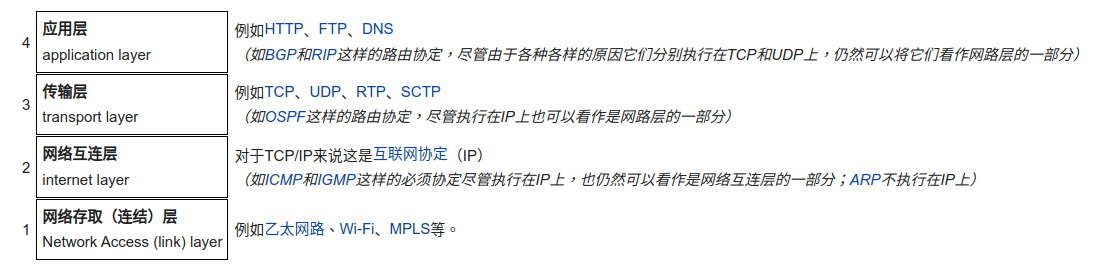 4
应用层
application layer
例如HTTP、FTP、DNS
（如BGP和RIP这样的路由协定，尽管由于各种各样的原因它们分别执行在TCP和UDP上，仍然可以将它们看作网路层的一部分）
3
传输层
transport layer
例如TCP、UDP、RTP、SCTP
（如OSPF这样的路由协定，尽管执行在IP上也可以看作是网路层的一部分）
2
网络互连层
internet layer
对于TCP/IP来说这是互联网协定（IP）
（如ICMP和IGMP这样的必须协定尽管执行在IP上，也仍然可以看作是网络互连层的一部分；ARP不执行在IP上）
1
网络存取（连结）层
Network Access (link) layer
例如乙太网路、Wi-Fi、MPLS等。